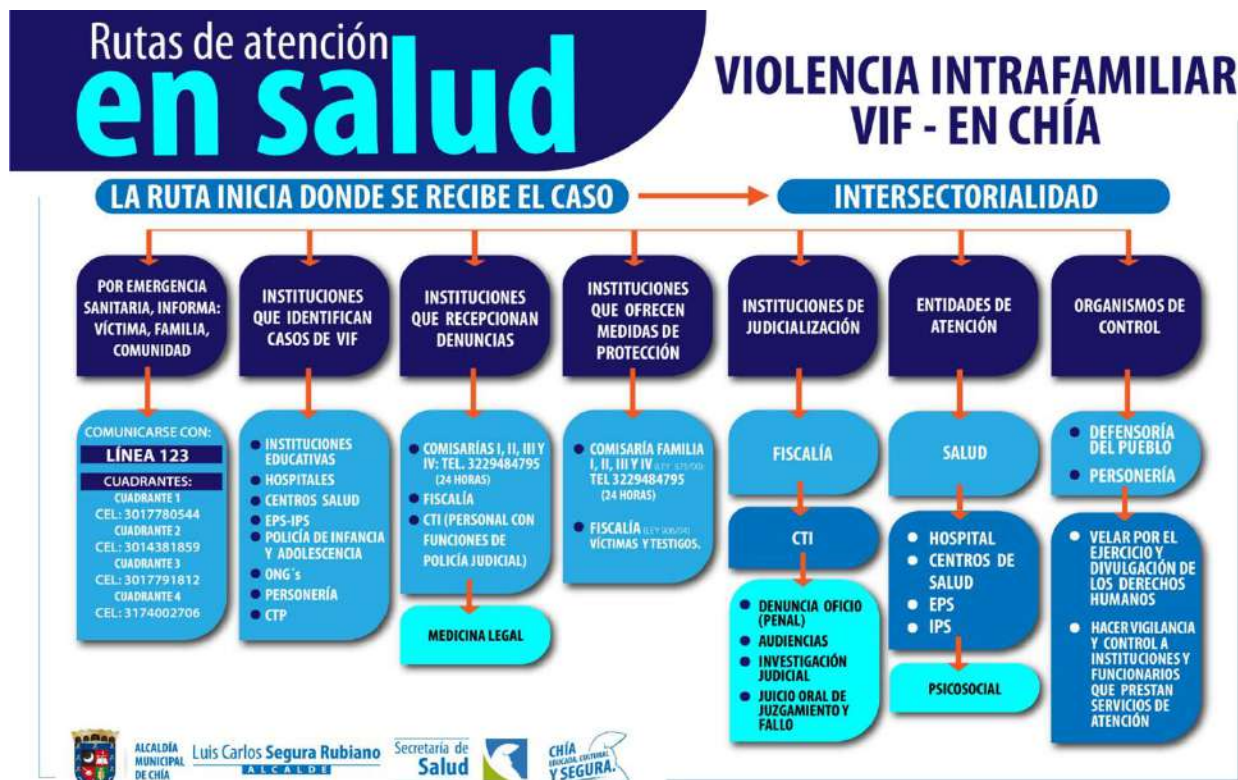 Rutas de atención
en salud
VIOLENCIA INTRAFAMILIAR
VIF - EN CHÍA
LA RUTA INICIA DONDE SE RECIBE EL CASO
INTERSECTORIALIDAD
POR EMERGENCIA
SANITARIA, INFORMA:
VÍCTIMA, FAMILIA,
COMUNIDAD
COMUNICARSE CON:
LÍNEA 123
CUADRANTES:
CUADRANTE 1
CEL: 3017780544
CUADRANTE 2
CEL: 3014381859
CUADRANTE 3
CEL: 3017791812
CUADRANTE 4
CEL: 3174002706
INSTITUCIONES
QUE IDENTIFICAN
CASOS DE VIF
INSTITUCIONES
EDUCATIVAS
HOSPITALES
CENTROS SALUD
EPS-IPS
POLICÍA DE INFANCIA
Y ADOLESCENCIA
ONG´s
PERSONERÍA
CTP
INSTITUCIONES
QUE RECEPCIONAN
DENUNCIAS
COMISARÍAS I, II, III Y
IV: TEL. 3229484795
(24 HORAS)
FISCALÍA
CTI (PERSONAL CON
FUNCIONES DE
POLICÍA JUDICIAL)
MEDICINA LEGAL
INSTITUCIONES
QUE OFRECEN
MEDIDAS DE
PROTECCIÓN
COMISARÍA FAMILIA
I, II, III Y IV (LEY 575/00)
TEL 3229484795
(24 HORAS)
FISCALÍA (LEY 906/04)
VÍCTIMAS Y TESTIGOS.
INSTITUCIONES DE
JUDICIALIZACIÓN
FISCALÍA
CTI
DENUNCIA OFICIO
(PENAL)
AUDIENCIAS
INVESTIGACIÓN
JUDICIAL
JUICIO ORAL DE
JUZGAMIENTO Y
FALLO
ENTIDADES DE
ATENCIÓN
SALUD
HOSPITAL
CENTROS DE
SALUD
EPS
IPS
PSICOSOCIAL
ORGANISMOS DE
CONTROL
DEFENSORÍA
DEL PUEBLO
PERSONERÍA
VELAR POR EL
EJERCICIO Y
DIVULGACIÓN DE
LOS DERECHOS
HUMANOS
HACER VIGILANCIA
Y CONTROL A
INSTITUCIONES Y
FUNCIONARIOS
QUE PRESTAN
SERVICIOS DE
ATENCIÓN
ALCALDÍA
MUNICIPAL
DE CHÍA
Luis Carlos Segura Rubiano
ALCALDE
Secretaría de
Salud
CHÍA
EDUCADA, CULTURAL
Y SEGURA.